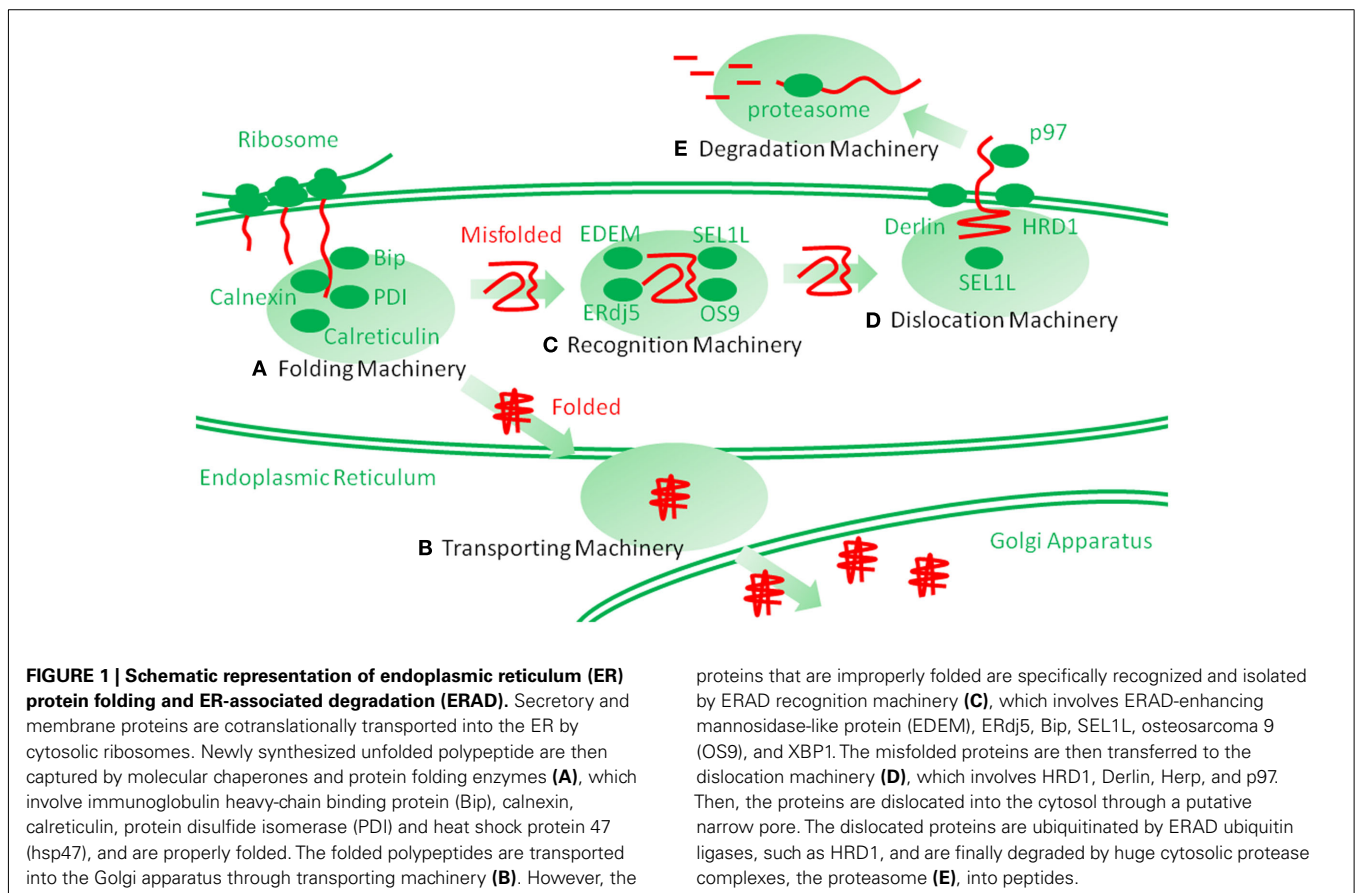 proteasome
E Degradation Machinery
p97
Ribosome
Derlin
HRD1
SEL1L
D Dislocation Machinery
Misfolded
EDEM
SEL1L
ERdj5
OS9
C Recognition Machinery
Bip
Calnexin
PDI
Calreticulin
A Folding Machinery
Folded
Endoplasmic Reticulum
B Transporting Machinery
Golgi Apparatus
FIGURE 1 | Schematic representation of endoplasmic reticulum (ER)
protein folding and ER-associated degradation (ERAD). Secretory and
membrane proteins are cotranslationally transported into the ER by
cytosolic ribosomes. Newly synthesized unfolded polypeptide are then
captured by molecular chaperones and protein folding enzymes (A), which
involve immunoglobulin heavy-chain binding protein (Bip), calnexin,
calreticulin, protein disulfide isomerase (PDI) and heat shock protein 47
(hsp47), and are properly folded. The folded polypeptides are transported
into the Golgi apparatus through transporting machinery (B). However, the
proteins that are improperly folded are specifically recognized and isolated
by ERAD recognition machinery (C), which involves ERAD-enhancing
mannosidase-like protein (EDEM), ERdj5, Bip, SEL1L, osteosarcoma 9
(OS9), and XBP1. The misfolded proteins are then transferred to the
dislocation machinery (D), which involves HRD1, Derlin, Herp, and p97.
Then, the proteins are dislocated into the cytosol through a putative
narrow pore. The dislocated proteins are ubiquitinated by ERAD ubiquitin
ligases, such as HRD1, and are finally degraded by huge cytosolic protease
complexes, the proteasome (E), into peptides.